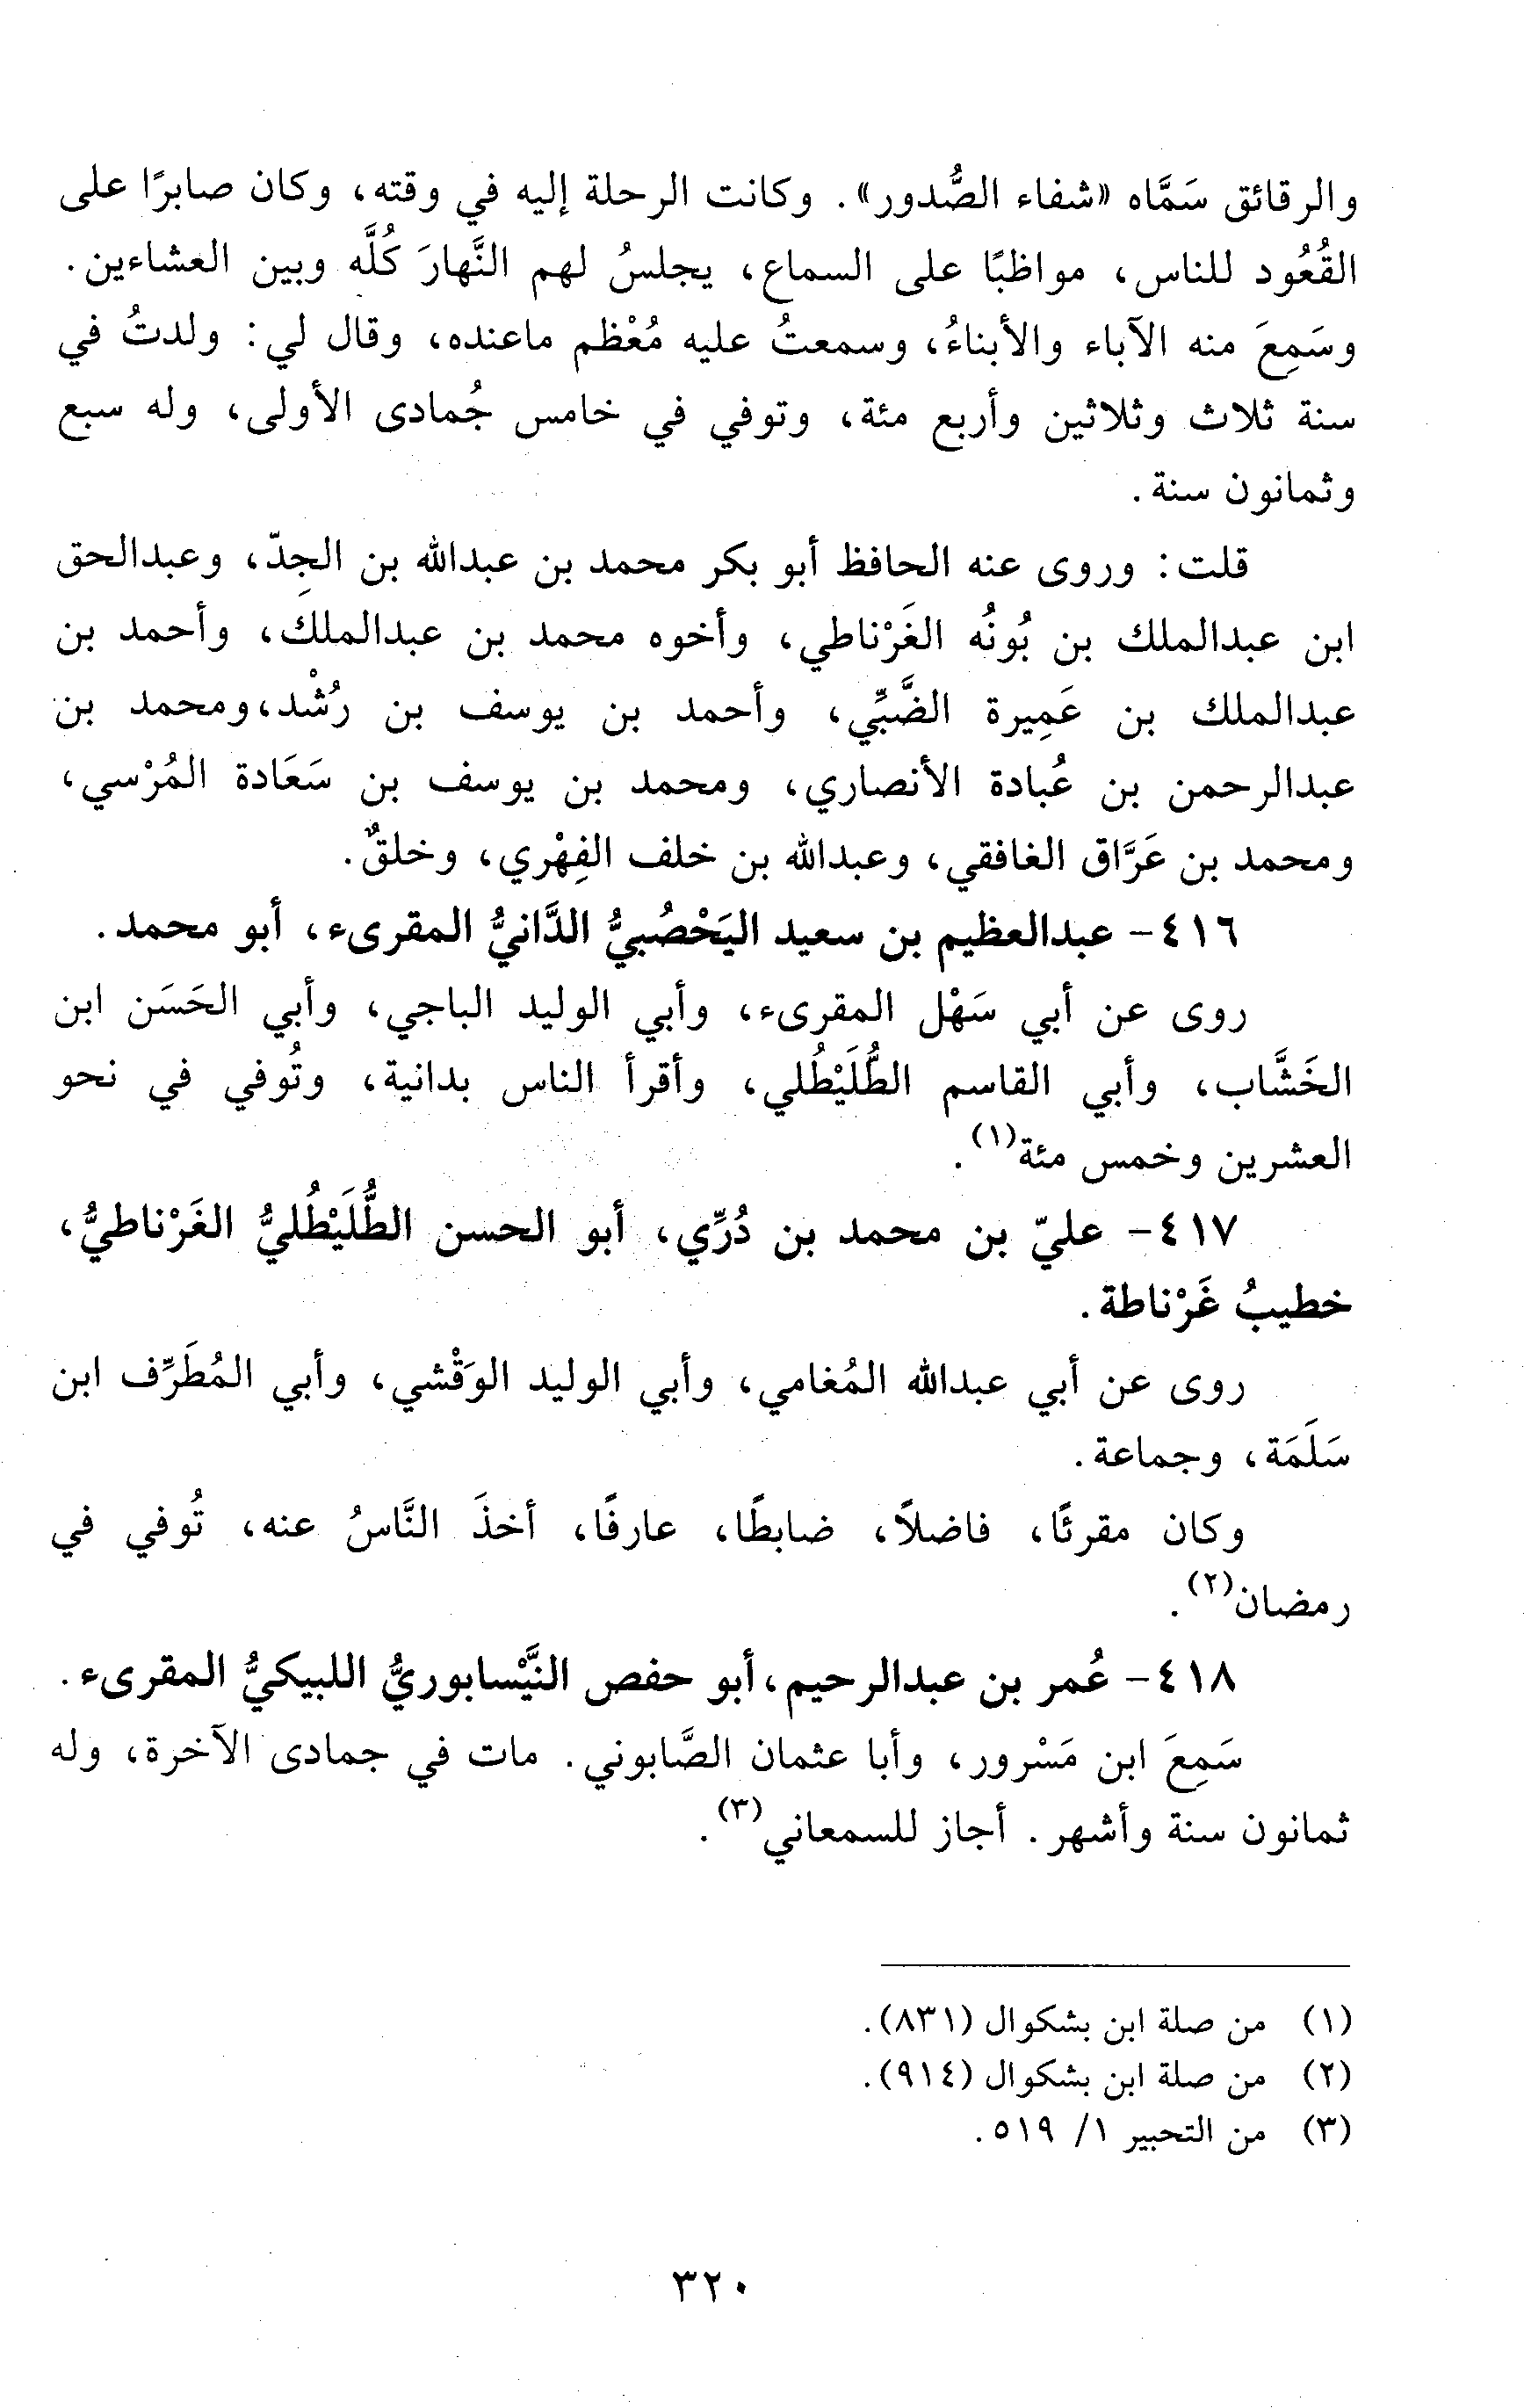 والرقائق سَمَّاه «شفاء الصُّدور». وكانت الرحلة إليه في وقته، وكان صابرًا على
القُعُود للناس، مواظبًا على السماع، يجلسُ لهم النَّهارَ كُلَّه وبين العشاءين.
وسَمِعَ منه الآباء والأبناءُ، وسمعتُ عليه مُعْظم ماعنده، وقال لي: ولدتُ في
سنة ثلاث وثلاثين وأربع مئة، وتوفي في خامس جُمادى الأولى، وله سبع
وثمانون سنة.
قلت: وروى عنه الحافظ أبو بكر محمد بن عبدالله بن الجِدّ، وعبدالحق
ابن عبدالملك بن بُونُه الغَرْناطي، وأخوه محمد بن عبدالملك، وأحمد بن
عبدالملك بن عَمِيرة الضَّبِّي، وأحمد بن يوسف بن رُشْد، ومحمد بن
عبدالرحمن بن عُبادة الأنصاري، ومحمد بن يوسف بن سَعَادة المُرْسي،
ومحمد بن عَرَّاق الغافقي، وعبدالله بن خلف الفِهْري، وخلقٌ.
٤١٦- عبدالعظيم بن سعيد اليَحْصُبيُّ الدَّانيُّ المقرىء، أبو محمد.
روى عن أبي سَهْل المقرىء، وأبي الوليد الباجي، وأبي الحَسَن ابن
الخَشَّاب، وأبي القاسم الطُّلَيْطُلي، وأقرأ الناس بدانية، وتُوفي في نحو
العشرين وخمس مئة(١).
٤١٧- عليّ بن محمد بن دُرِّي، أبو الحسن الطُّلَيْطُليُّ الغَرْناطيُّ،
خطيبُ غَرْناطة.
روى عن أبي عبدالله المُغامي، وأبي الوليد الوَقْشي، وأبي المُطَرِّف ابن
سَلَمَة، وجماعة.
وكان مقرئًا، فاضلاً، ضابطًا، عارفًا، أخذَ النَّاسُ عنه، تُوفي في
رمضان(٢).
٤١٨- عُمر بن عبدالرحيم، أبو حفص النَّيْسابوريُّ اللبيكيُّ المقرىء.
سَمِعَ ابن مَسْرور، وأبا عثمان الصَّابوني. مات في جمادى الآخرة، وله
ثمانون سنة وأشهر. أجاز للسمعاني(٣).
(١) من صلة ابن بشكوال (٨٣١).
(٢) من صلة ابن بشكوال (٩١٤).
(٣) من التحبير ١/ ٥١٩.
٣٢٠